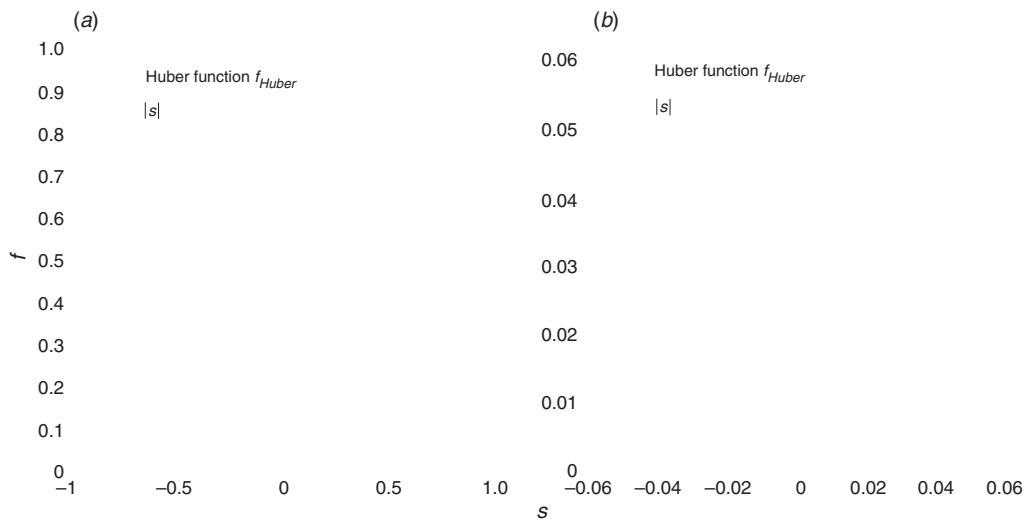 (a)
1.0
0.9
0.8
0.7
0.6
0.5
0.4
0.3
0.2
0.1
0
f
Huber function f_Huber
|s|
–1 –0.5 0 0.5 1.0
(b)
0.06
0.05
0.04
0.03
0.02
0.01
0
Huber function f_Huber
|s|
–0.06 –0.04 –0.02 0 0.02 0.04 0.06
s